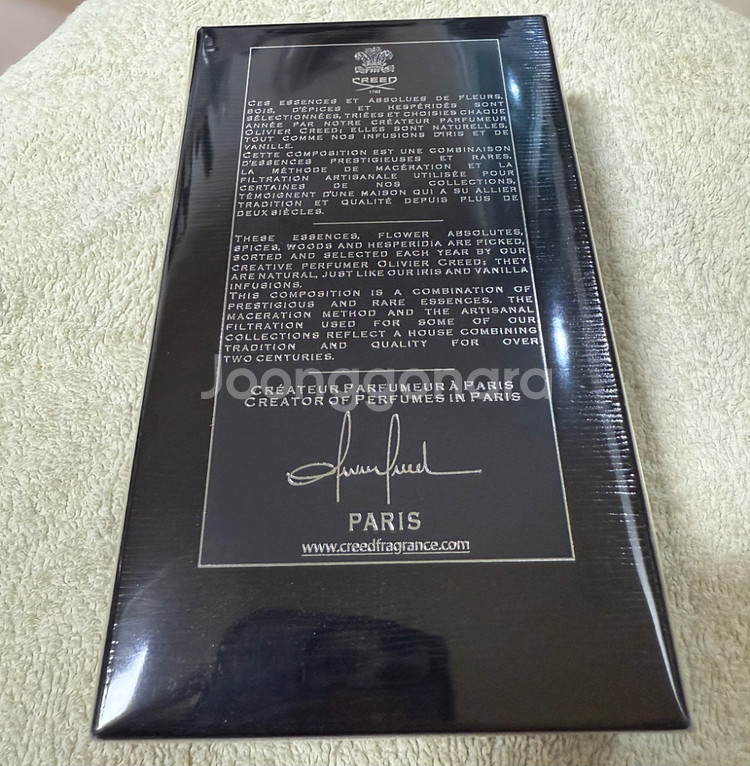 CREED
1760
CES ESSENCES ET ABSOLUES DE FLEURS,
BOIS, D'ÉPICES ET HESPÉRIDÉS SONT
SÉLECTIONNÉES, TRIÉES ET CHOISIES CHAQUE
ANNÉE PAR NOTRE CRÉATEUR PARFUMEUR
OLIVIER CREED; ELLES SONT NATURELLES,
TOUT COMME NOS INFUSIONS D'IRIS ET DE
VANILLE.
CETTE COMPOSITION EST UNE COMBINAISON
D'ESSENCES PRESTIGIEUSES ET RARES.
LA MÉTHODE DE MACÉRATION ET LA
FILTRATION ARTISANALE UTILISÉE POUR
CERTAINES DE NOS COLLECTIONS,
TÉMOIGNENT D'UNE MAISON QUI A SU ALLIER
TRADITION ET QUALITÉ DEPUIS PLUS DE
DEUX SIÈCLES.
THESE ESSENCES, FLOWER ABSOLUTES,
SPICES, WOODS AND HESPERIDIA ARE PICKED,
SORTED AND SELECTED EACH YEAR BY OUR
CREATIVE PERFUMER OLIVIER CREED; THEY
ARE NATURAL, JUST LIKE OUR IRIS AND VANILLA
INFUSIONS.
THIS COMPOSITION IS A COMBINATION OF
PRESTIGIOUS AND RARE ESSENCES. THE
MACERATION METHOD AND THE ARTISANAL
FILTRATION USED FOR SOME OF OUR
COLLECTIONS REFLECT A HOUSE COMBINING
TRADITION AND QUALITY FOR OVER
TWO CENTURIES.
Joonggonara
CRÉATEUR PARFUMEUR À PARIS
CREATOR OF PERFUMES IN PARIS
Olivier Creed
PARIS
www.creedfragrance.com